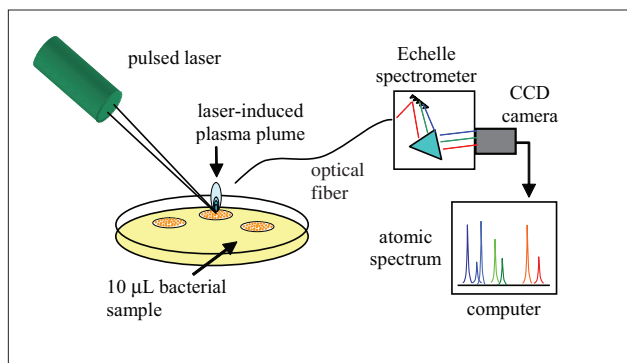 pulsed laser
laser-induced
plasma plume
Echelle
spectrometer
CCD
camera
optical
fiber
10 μL bacterial
sample
atomic
spectrum
computer